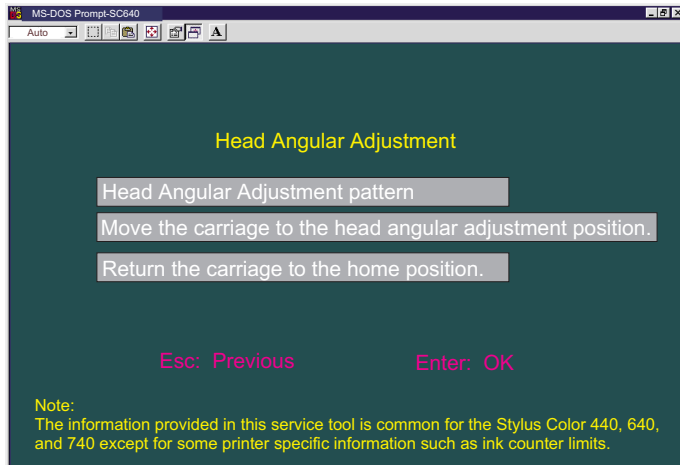 MS-DOS Prompt-SC640
Auto
A
Head Angular Adjustment
Head Angular Adjustment pattern
Move the carriage to the head angular adjustment position.
Return the carriage to the home position.
Esc: Previous Enter: OK
Note:
The information provided in this service tool is common for the Stylus Color 440, 640,
and 740 except for some printer specific information such as ink counter limits.